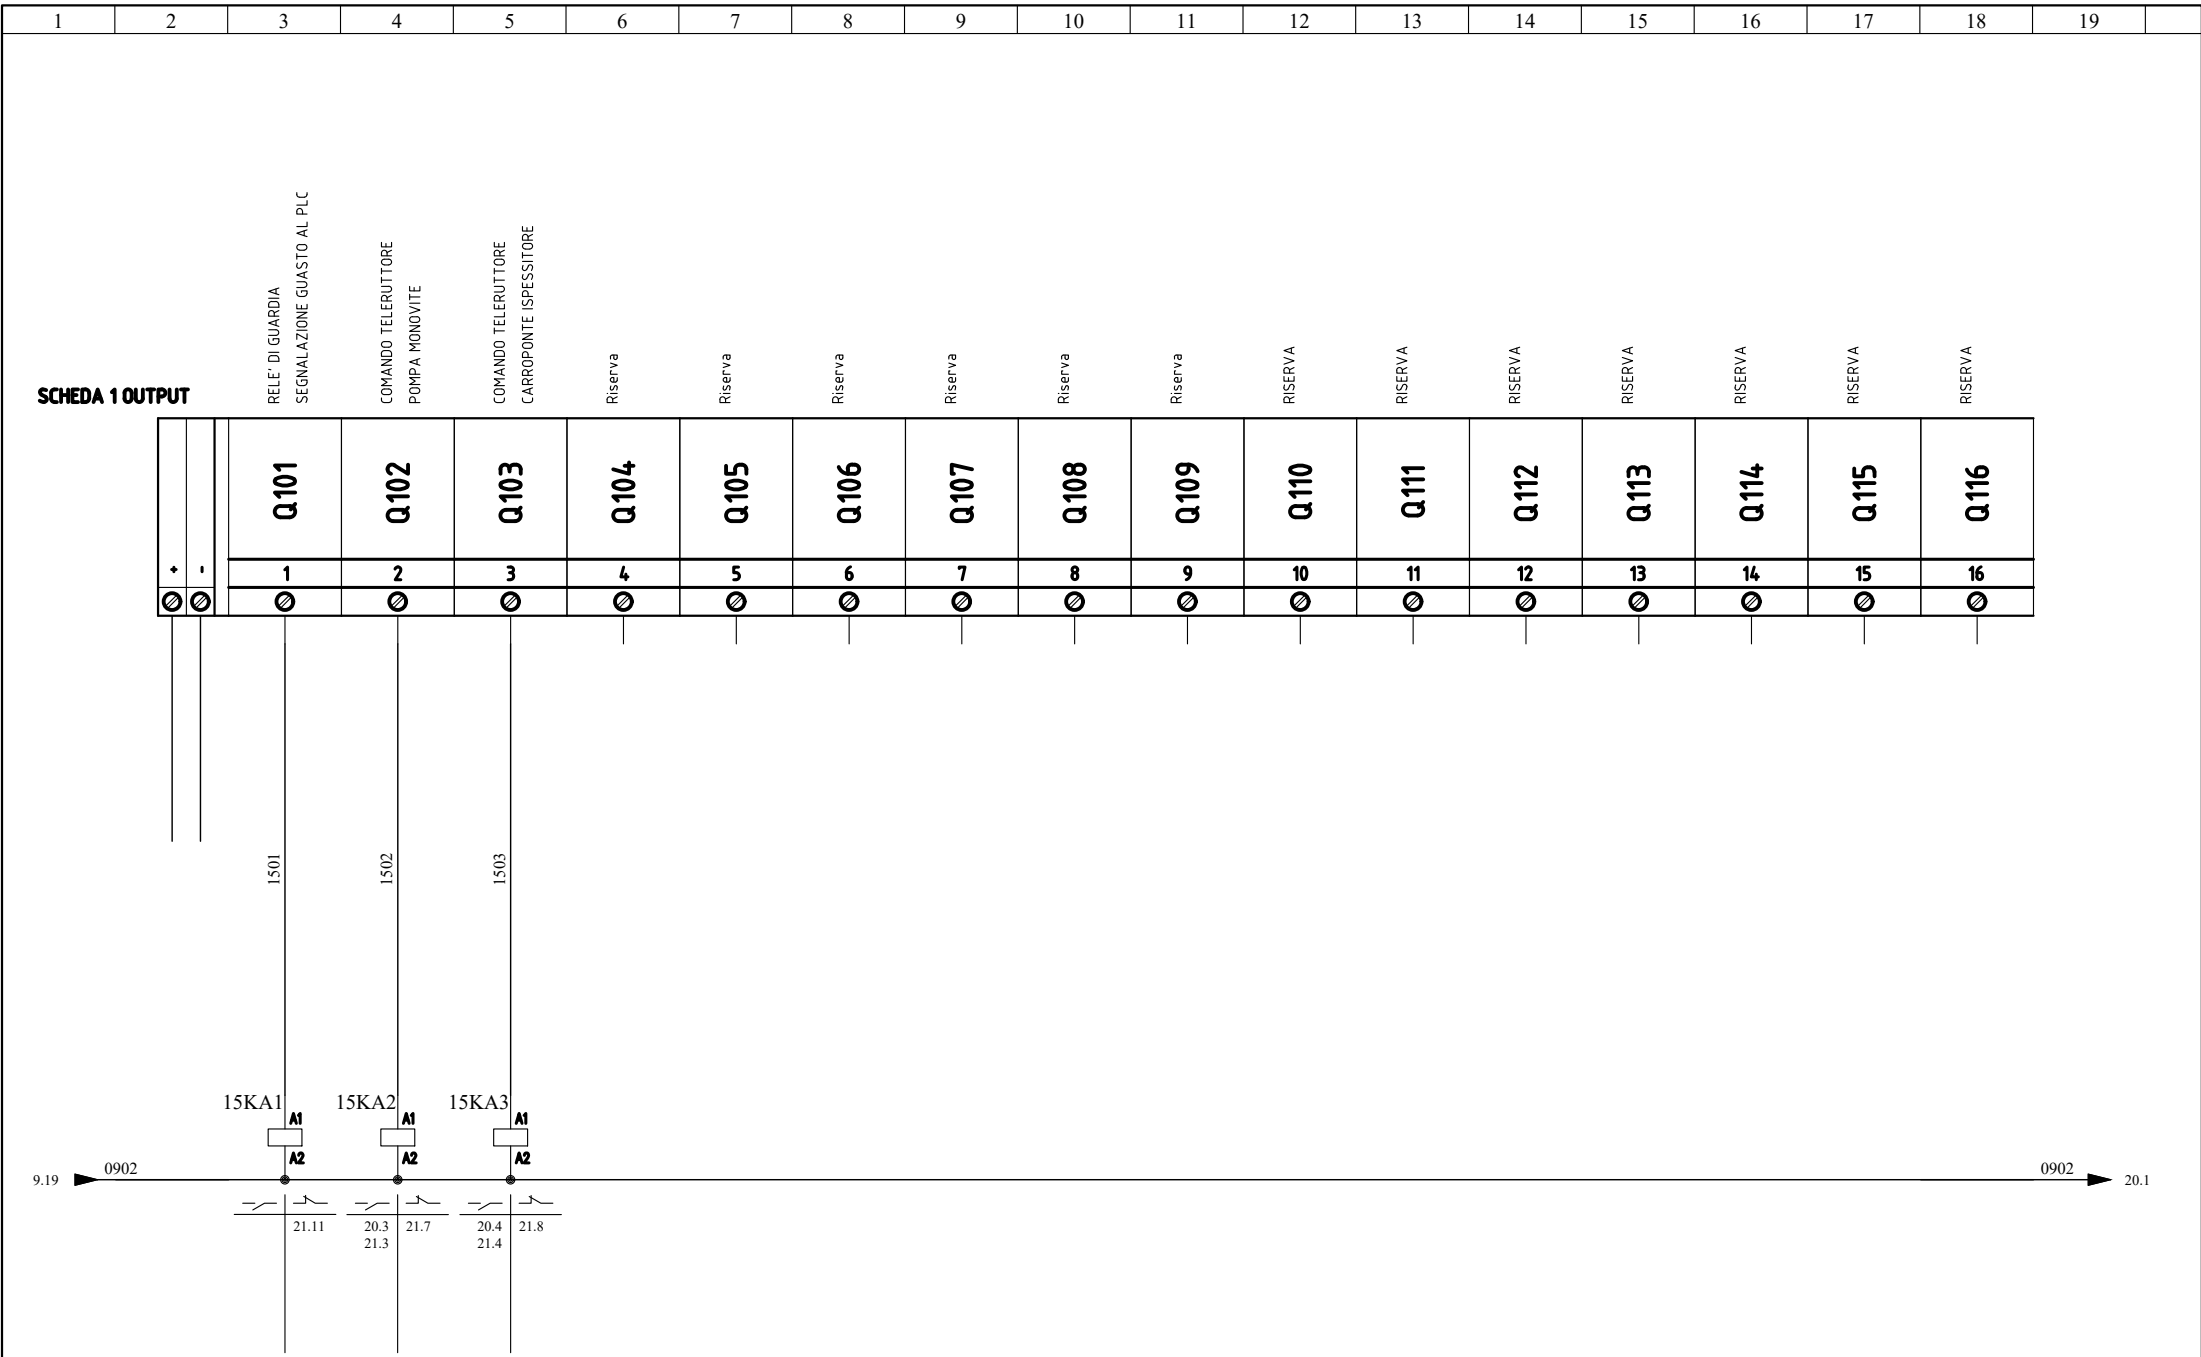 1 2 3 4 5 6 7 8 9 10 11 12 13 14 15 16 17 18 19
RELE' DI GUARDIA
SEGNALAZIONE GUASTO AL PLC
COMANDO TELERUTTORE
POMPA MONOVITE
COMANDO TELERUTTORE
CARROPONTE ISPESSITORE
Riserva
Riserva
Riserva
Riserva
Riserva
Riserva
RISERVA
RISERVA
RISERVA
RISERVA
RISERVA
RISERVA
RISERVA
SCHEDA 1 OUTPUT
Q101 Q102 Q103 Q104 Q105 Q106 Q107 Q108 Q109 Q110 Q111 Q112 Q113 Q114 Q115 Q116
+ - 1 2 3 4 5 6 7 8 9 10 11 12 13 14 15 16
1501 1502 1503
15KA1 15KA2 15KA3
A1 A1 A1
A2 A2 A2
9.19 0902 0902 20.1
21.11 20.3 21.7 20.4 21.8
21.3 21.4